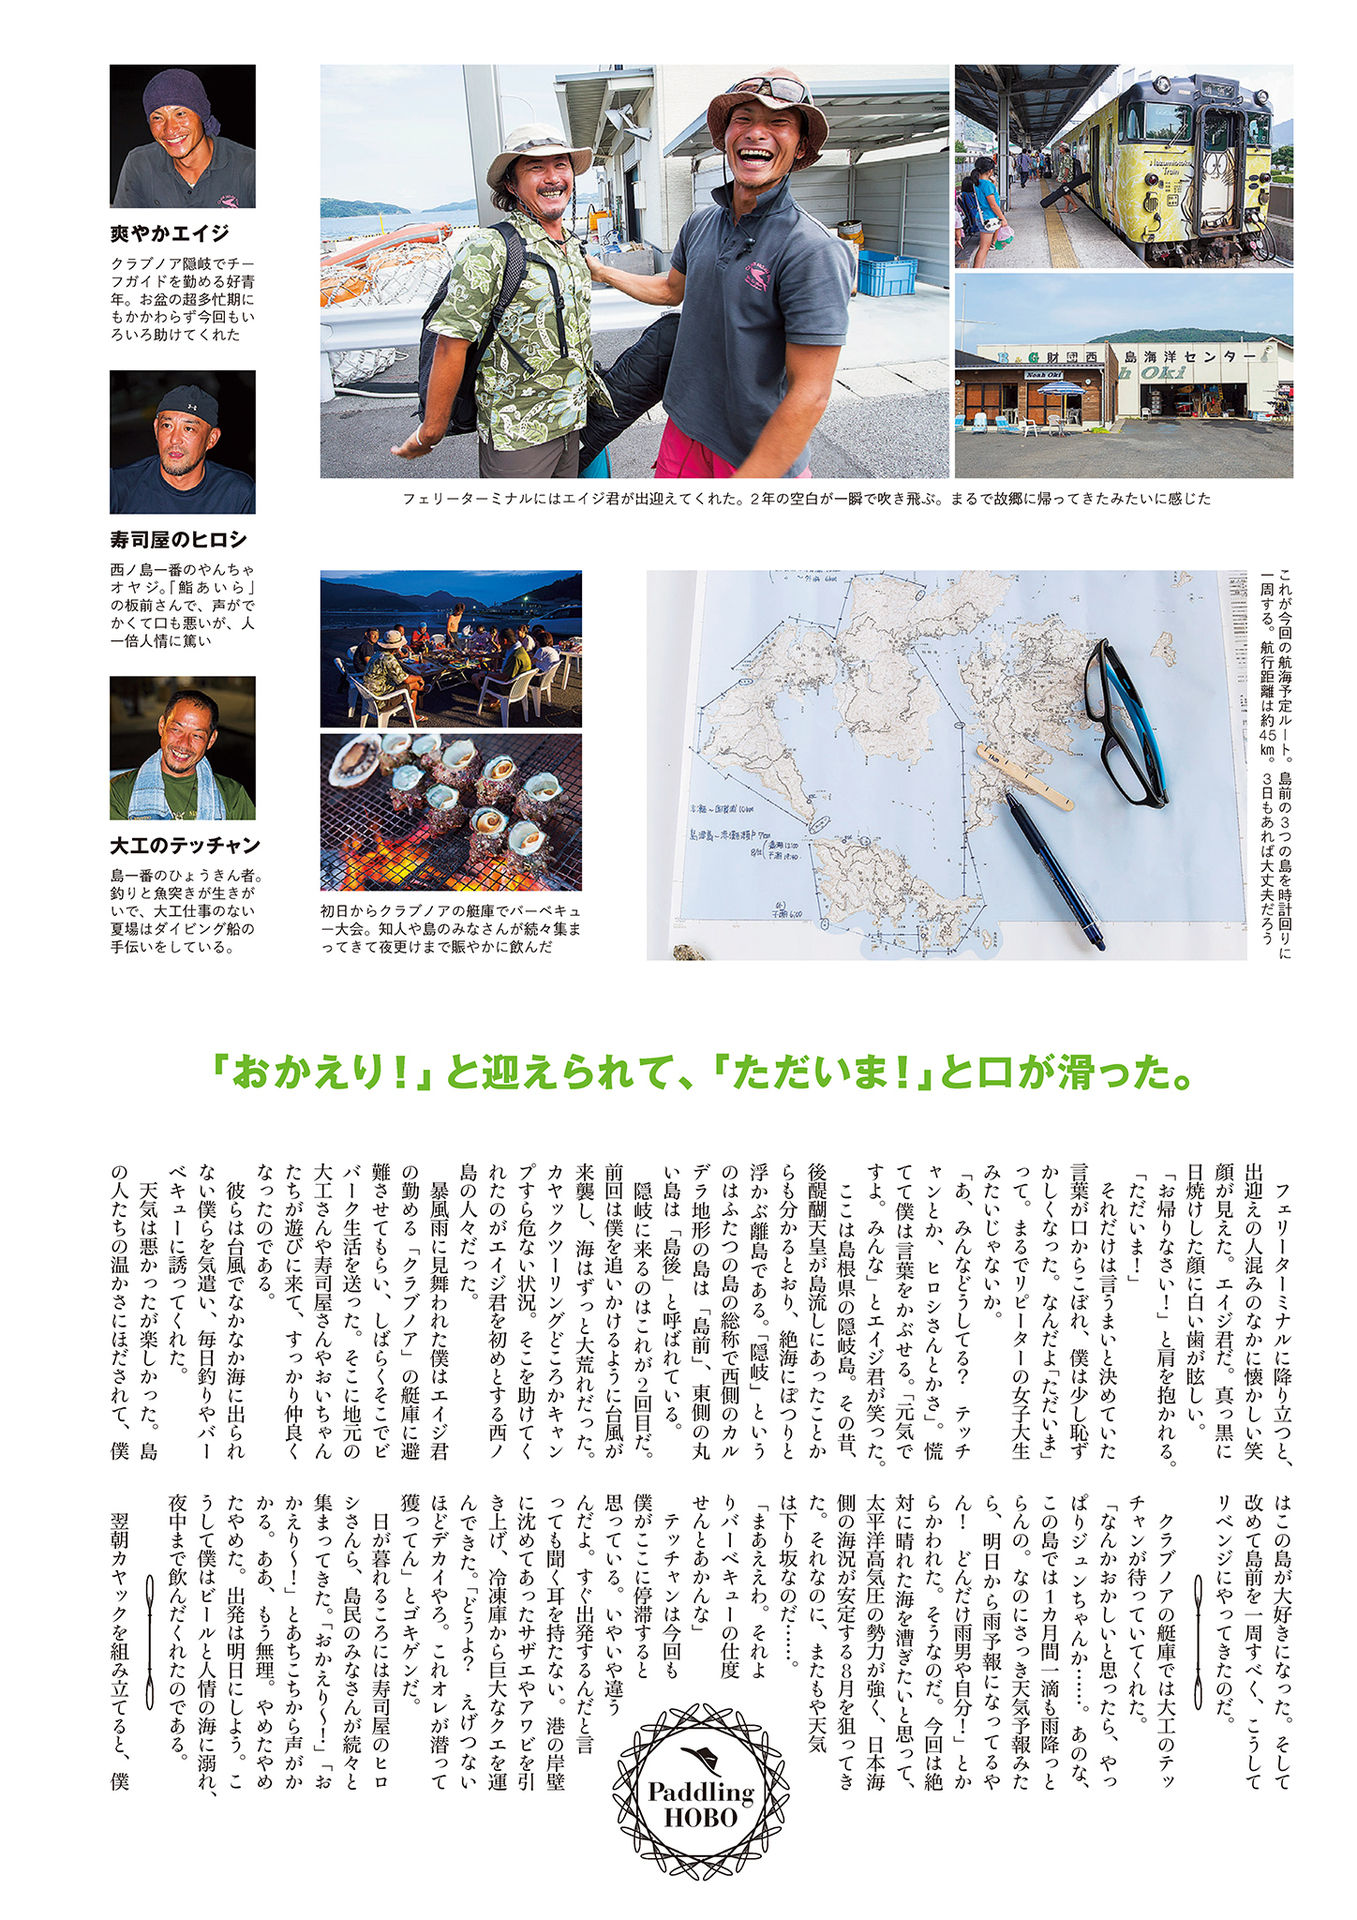 爽やかエイジ
クラブノア隠岐でチー
フガイドを勤める好青
年。お盆の超多忙期に
もかかわらず今回もい
ろいろ助けてくれた
寿司屋のヒロシ
西ノ島一番のやんちゃ
オヤジ。「鮨あいら」
の板前さんで、声がで
かくて口も悪いが、人
一倍人情に篤い
大工のテッチャン
島一番のひょうきん者。
釣りと魚突きが生きが
いで、大工仕事のない
夏場はダイビング船の
手伝いをしている。
Nezumiotoko
Train
B&G財団西 島海洋センター
Noah Oki
h Oki
フェリーターミナルにはエイジ君が出迎えてくれた。2年の空白が一瞬で吹き飛ぶ。まるで故郷に帰ってきたみたいに感じた
初日からクラブノアの艇庫でバーベキュ
ー大会。知人や島のみなさんが続々集ま
ってきて夜更けまで賑やかに飲んだ
これが今回の航海予定ルート。島前の3つの島を時計回りに
一周する。航行距離は約45㎞。3日もあれば大丈夫だろう
「おかえり！」と迎えられて、「ただいま！」と口が滑った。
フェリーターミナルに降り立つと、
出迎えの人混みのなかに懐かしい笑
顔が見えた。エイジ君だ。真っ黒に
日焼けした顔に白い歯が眩しい。
「お帰りなさい！」と肩を抱かれる。
「ただいま！」
それだけは言うまいと決めていた
言葉が口からこぼれ、僕は少し恥ず
かしくなった。なんだよ「ただいま」
って。まるでリピーターの女子大生
みたいじゃないか。
「あ、みんなどうしてる？　テッチ
ャンとか、ヒロシさんとかさ」。慌
てて僕は言葉をかぶせる。「元気で
すよ。みんな」とエイジ君が笑った。
ここは島根県の隠岐島。その昔、
後醍醐天皇が島流しにあったことか
らも分かるとおり、絶海にぽつりと
浮かぶ離島である。「隠岐」という
のはふたつの島の総称で西側のカル
デラ地形の島は「島前」、東側の丸
い島は「島後」と呼ばれている。
隠岐に来るのはこれが2回目だ。
前回は僕を追いかけるように台風が
来襲し、海はずっと大荒れだった。
カヤックツーリングどころかキャン
プすら危ない状況。そこを助けてく
れたのがエイジ君を初めとする西ノ
島の人々だった。
暴風雨に見舞われた僕はエイジ君
の勤める「クラブノア」の艇庫に避
難させてもらい、しばらくそこでビ
バーク生活を送った。そこに地元の
大工さんや寿司屋さんやおいちゃん
たちが遊びに来て、すっかり仲良く
なったのである。
彼らは台風でなかなか海に出られ
ない僕らを気遣い、毎日釣りやバー
ベキューに誘ってくれた。
天気は悪かったが楽しかった。島
の人たちの温かさにほだされて、僕
はこの島が大好きになった。そして
改めて島前を一周すべく、こうして
リベンジにやってきたのだ。
クラブノアの艇庫では大工のテッ
チャンが待っていてくれた。
「なんかおかしいと思ったら、やっ
ぱりジュンちゃんか……。あのな、
この島では1カ月間一滴も雨降っと
らんの。なのにさっき天気予報みた
ら、明日から雨予報になってるや
ん！　どんだけ雨男や自分！」とか
らかわれた。そうなのだ。今回は絶
対に晴れた海を漕ぎたいと思って、
太平洋高気圧の勢力が強く、日本海
側の海況が安定する8月を狙ってき
た。それなのに、またもや天気
は下り坂なのだ……。
「まあええわ。それよ
りバーベキューの仕度
せんとあかんな」
テッチャンは今回も
僕がここに停滞すると
思っている。いやいや違う
んだよ。すぐ出発するんだと言
っても聞く耳を持たない。港の岸壁
に沈めてあったサザエやアワビを引
き上げ、冷凍庫から巨大なクエを運
んできた。「どうよ？　えげつない
ほどデカイやろ。これオレが潜って
獲ってん」とゴキゲンだ。
日が暮れるころには寿司屋のヒロ
シさんら、島民のみなさんが続々と
集まってきた。「おかえり〜！」「お
かえり〜！」とあちこちから声がか
かる。ああ、もう無理。やめたやめ
たやめた。出発は明日にしよう。こ
うして僕はビールと人情の海に溺れ、
夜中まで飲んだくれたのである。
翌朝カヤックを組み立てると、僕
Paddling
HOBO